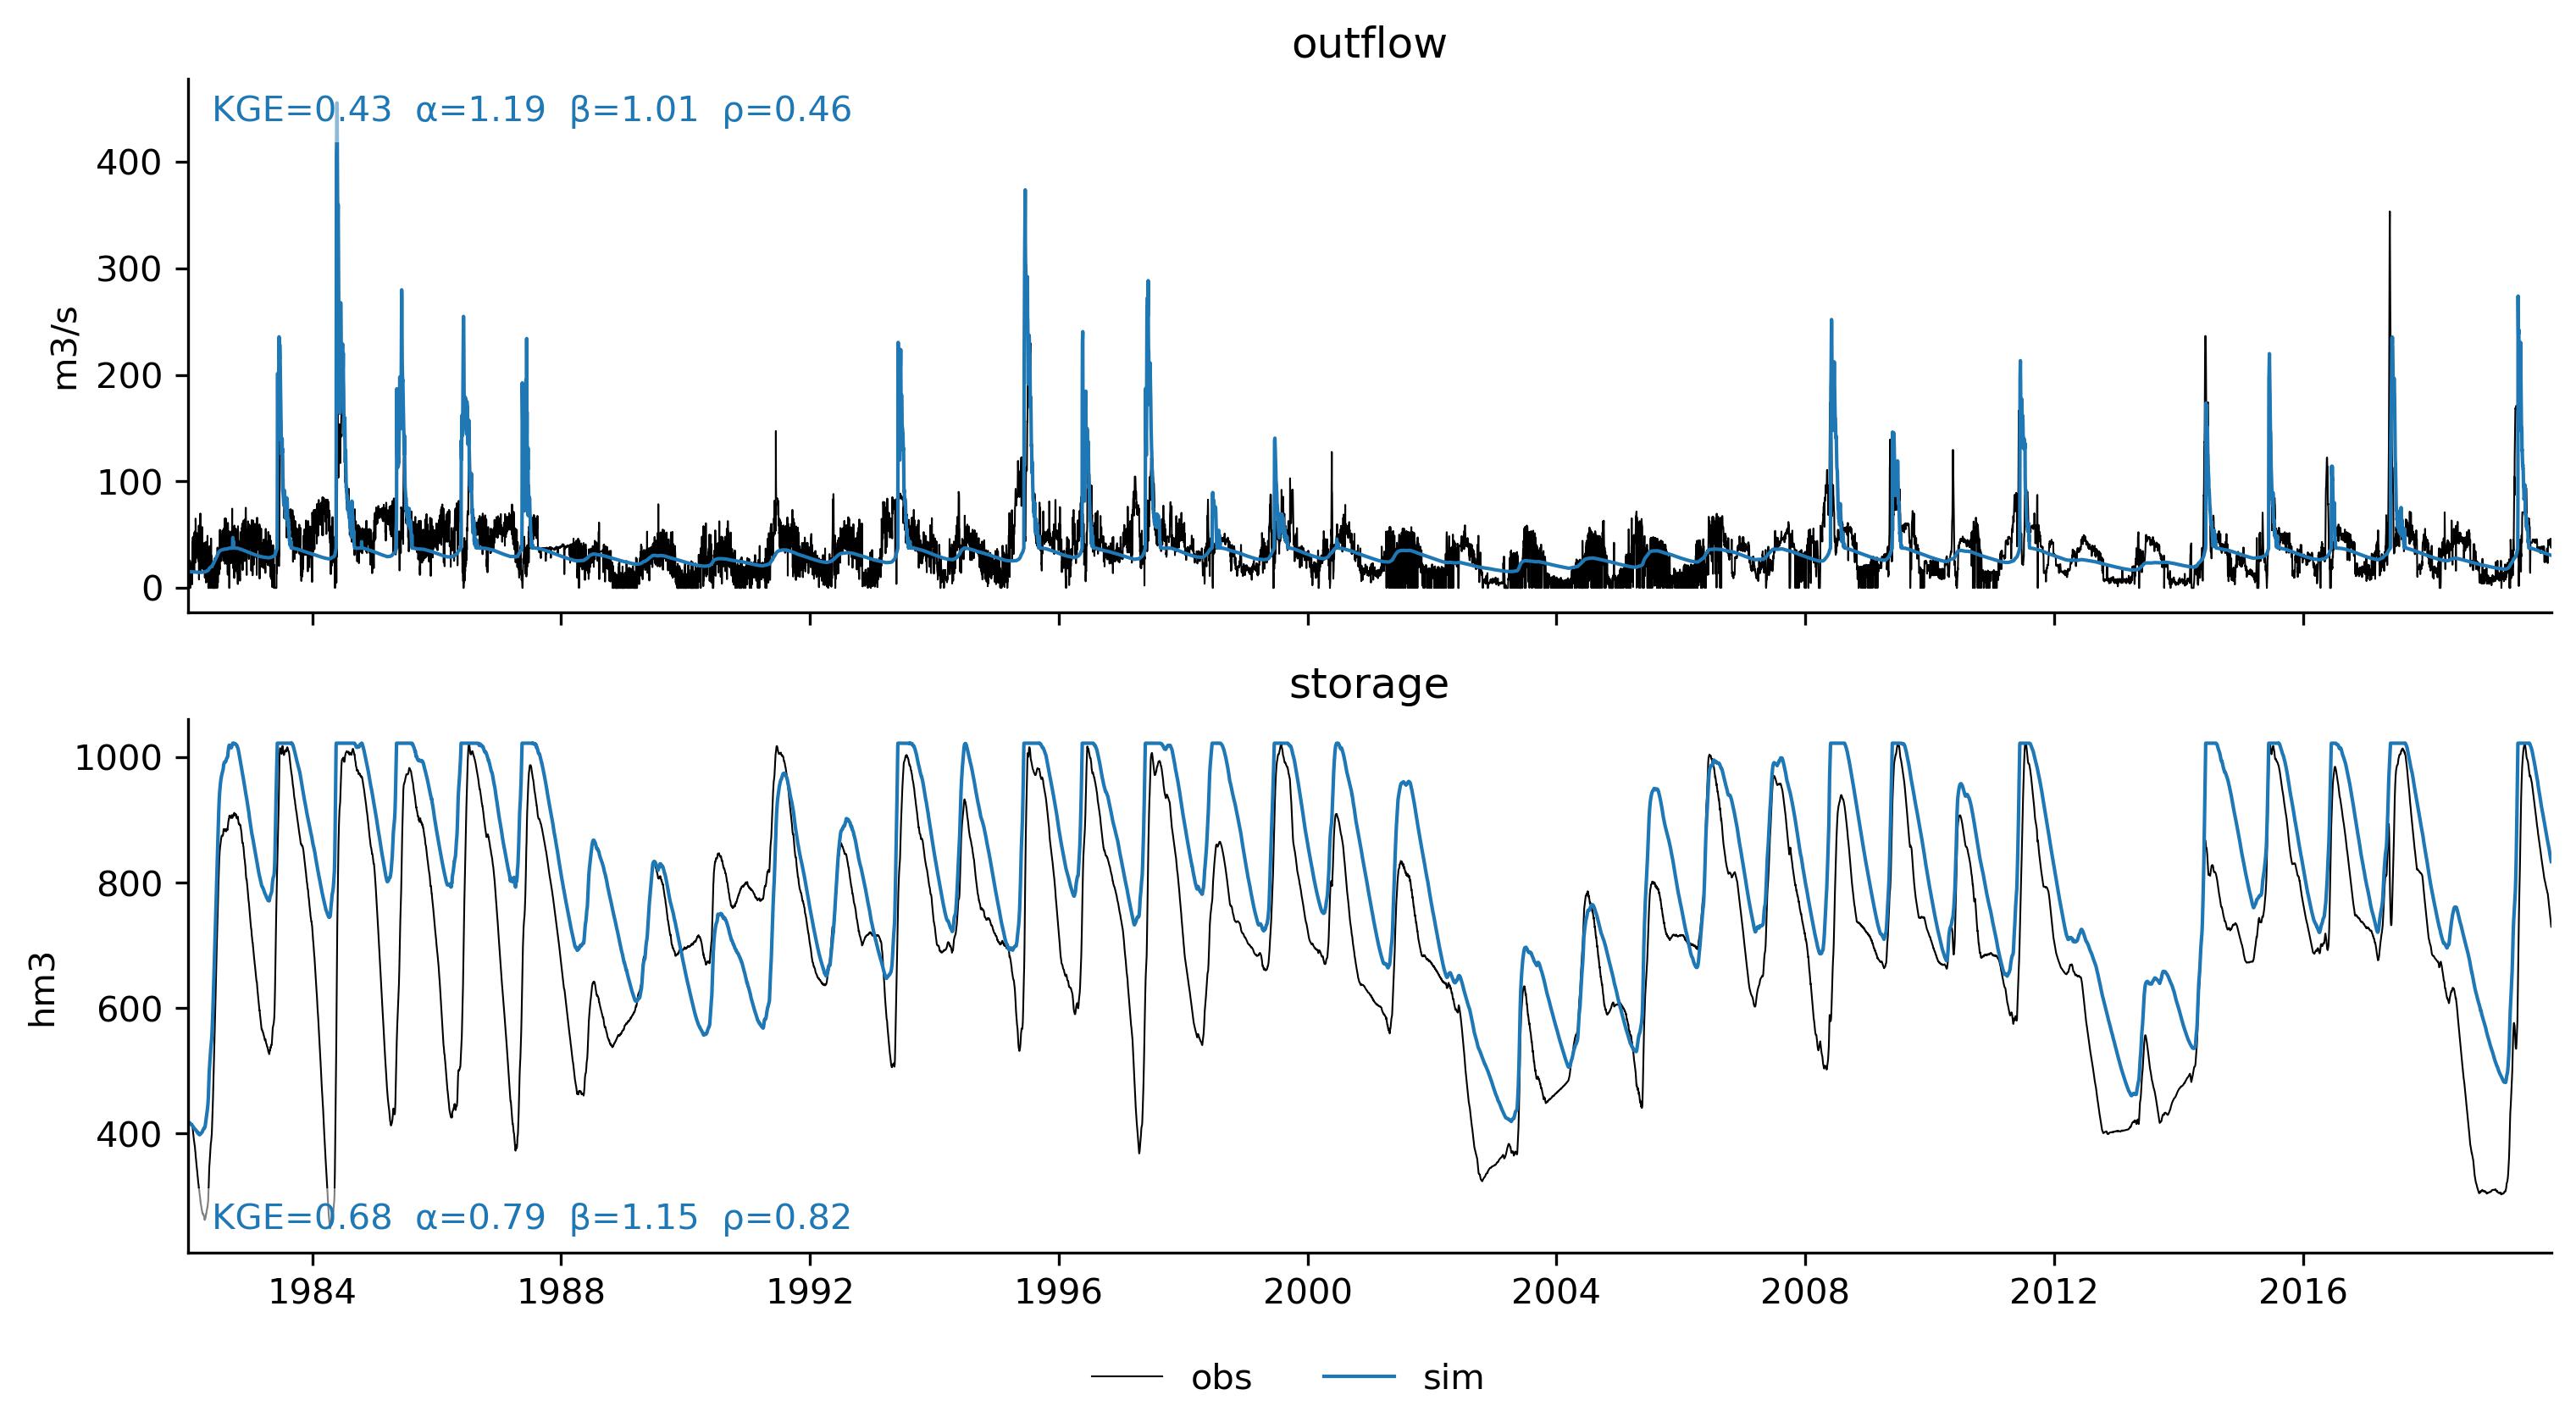 outflow
KGE=0.43 α=1.19 β=1.01 ρ=0.46
m3/s
400
300
200
100
0
storage
hm3
1000
800
600
400
KGE=0.68 α=0.79 β=1.15 ρ=0.82
1984 1988 1992 1996 2000 2004 2008 2012 2016
obs sim